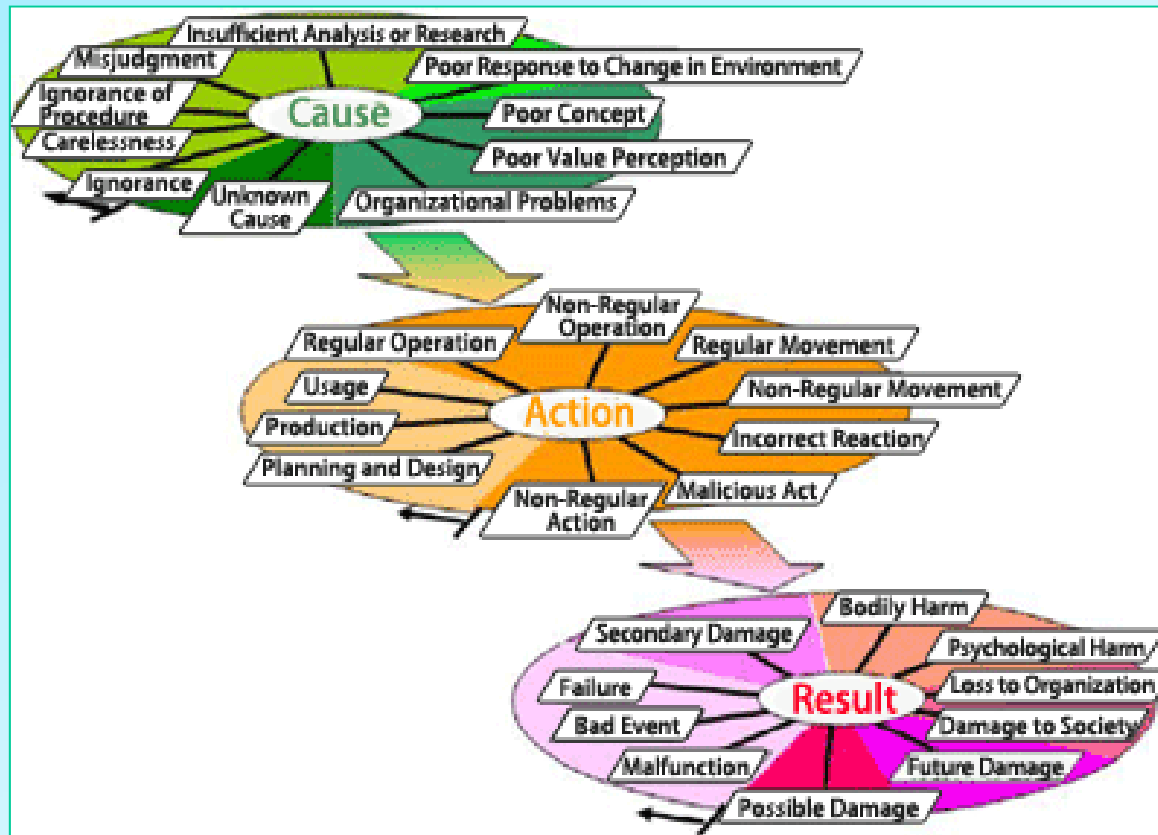 Insufficient Analysis or Research
Misjudgment
Poor Response to Change in Environment
Ignorance of
Procedure
Cause
Poor Concept
Carelessness
Poor Value Perception
Ignorance
Unknown
Cause
Organizational Problems
Non-Regular
Operation
Regular Operation
Regular Movement
Usage
Non-Regular Movement
Action
Production
Incorrect Reaction
Planning and Design
Malicious Act
Non-Regular
Action
Bodily Harm
Secondary Damage
Psychological Harm
Failure
Result
Loss to Organization
Bad Event
Damage to Society
Malfunction
Future Damage
Possible Damage